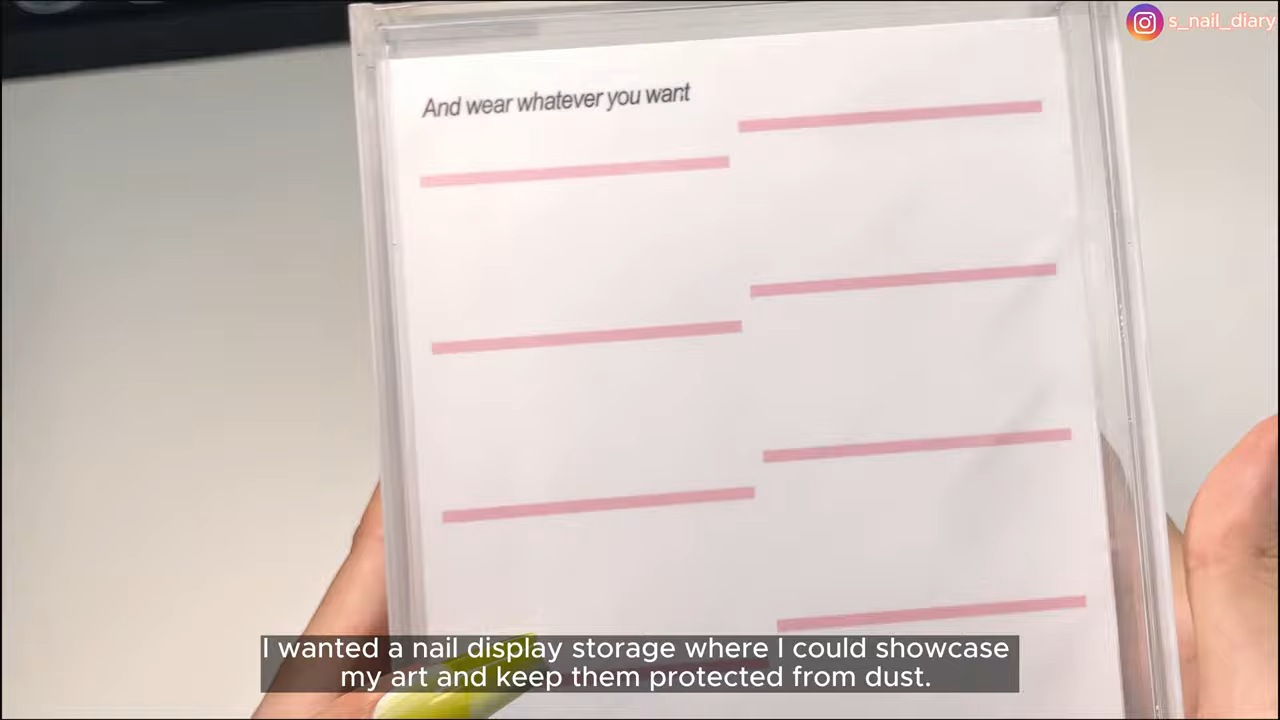 s_nail_diary
And wear whatever you want
I wanted a nail display storage where I could showcase
my art and keep them protected from dust.